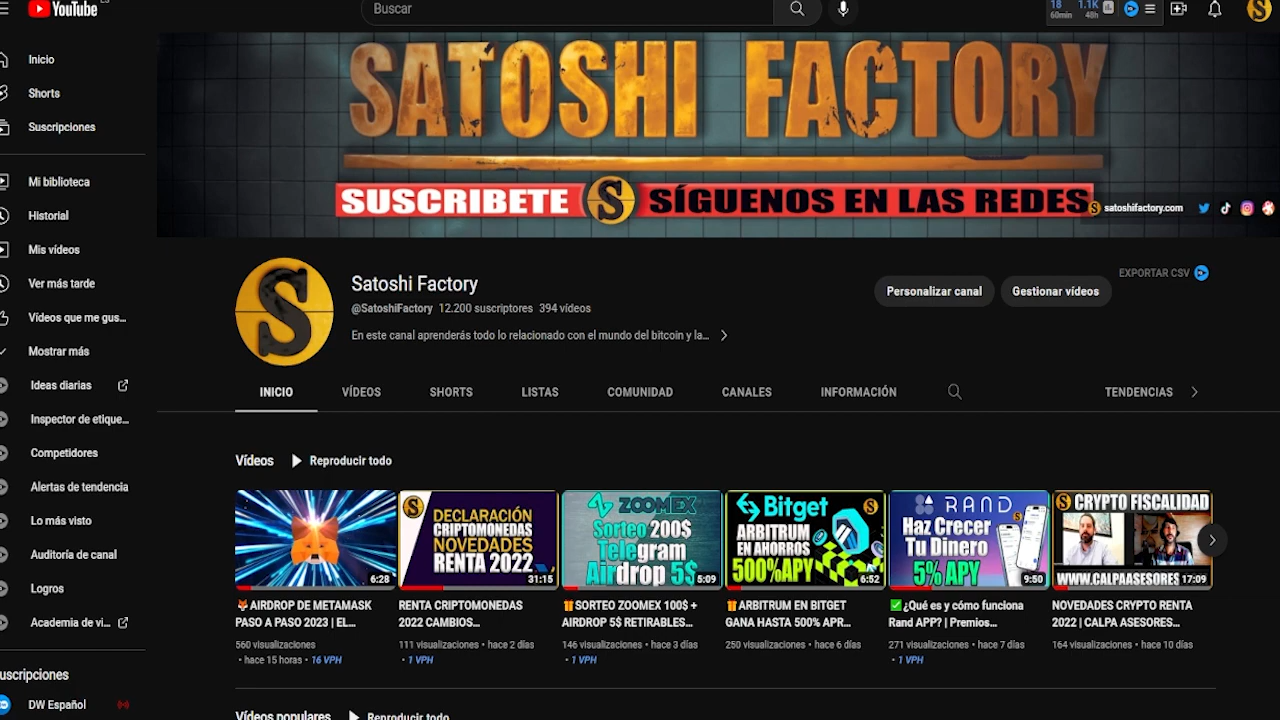 YouTube ES
Buscar
18
60min
1.1K
48h
Inicio
Shorts
Suscripciones
Mi biblioteca
Historial
Mis vídeos
Ver más tarde
Vídeos que me gus...
Mostrar más
Ideas diarias
Inspector de etique...
Competidores
Alertas de tendencia
Lo más visto
Auditoría de canal
Logros
Academia de vi...
uscripciones
DW Español
SATOSHI FACTORY
SUSCRIBETE S SÍGUENOS EN LAS REDES
satoshifactory.com
Satoshi Factory
@SatoshiFactory 12.200 suscriptores 394 vídeos
En este canal aprenderás todo lo relacionado con el mundo del bitcoin y la...
Personalizar canal
Gestionar vídeos
EXPORTAR CSV
INICIO VÍDEOS SHORTS LISTAS COMUNIDAD CANALES INFORMACIÓN TENDENCIAS
Vídeos Reproducir todo
6:28
🦊AIRDROP DE METAMASK
PASO A PASO 2023 | EL...
560 visualizaciones
• hace 15 horas • 16 VPH
DECLARACIÓN
CRIPTOMONEDAS
NOVEDADES
RENTA 2022
31:15
RENTA CRIPTOMONEDAS
2022 CAMBIOS...
111 visualizaciones • hace 2 días
• 1 VPH
ZOOMEX
Sorteo 200$
Telegram
Airdrop 5$
5:09
🎁SORTEO ZOOMEX 100$ +
AIRDROP 5$ RETIRABLES...
146 visualizaciones • hace 3 días
• 1 VPH
Bitget
ARBITRUM
EN AHORROS
500%APY
6:52
🎁ARBITRUM EN BITGET
GANA HASTA 500% APR...
250 visualizaciones • hace 6 días
RAND
Haz Crecer
Tu Dinero
5% APY
9:50
✅¿Qué es y cómo funciona
Rand APP? | Premios...
271 visualizaciones • hace 7 días
• 1 VPH
CRYPTO FISCALIDAD
WWW.CALPAASESORES
17:09
NOVEDADES CRYPTO RENTA
2022 | CALPA ASESORES...
164 visualizaciones • hace 10 días
Vídeos populares Reproducir todo